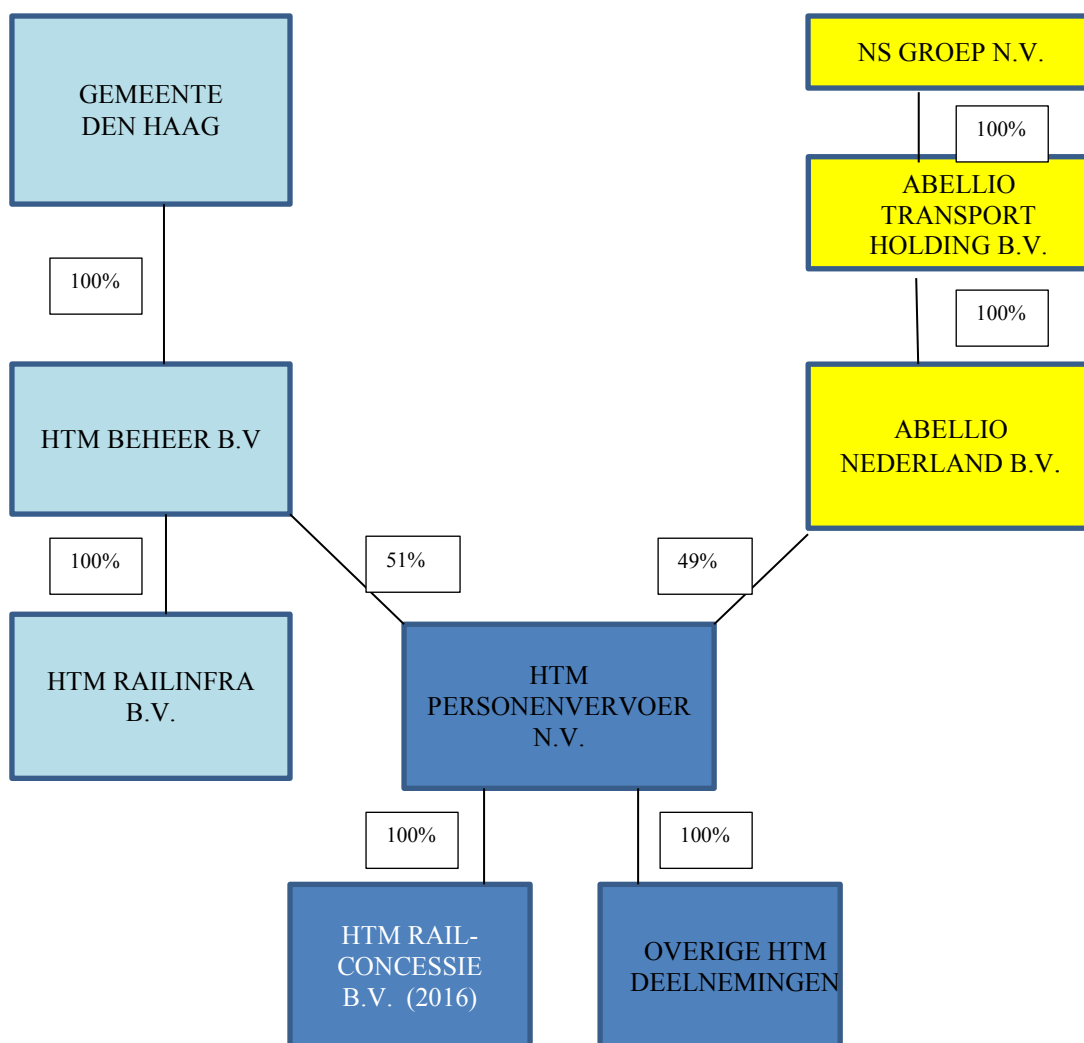 GEMEENTE
DEN HAAG
NS GROEP N.V.
100%
ABELLIO
TRANSPORT
HOLDING B.V.
100%
100%
HTM BEHEER B.V
ABELLIO
NEDERLAND B.V.
100%
51%
49%
HTM RAILINFRA
B.V.
HTM
PERSONENVERVOER
N.V.
100%
100%
HTM RAIL-
CONCESSIE
B.V. (2016)
OVERIGE HTM
DEELNEMINGEN